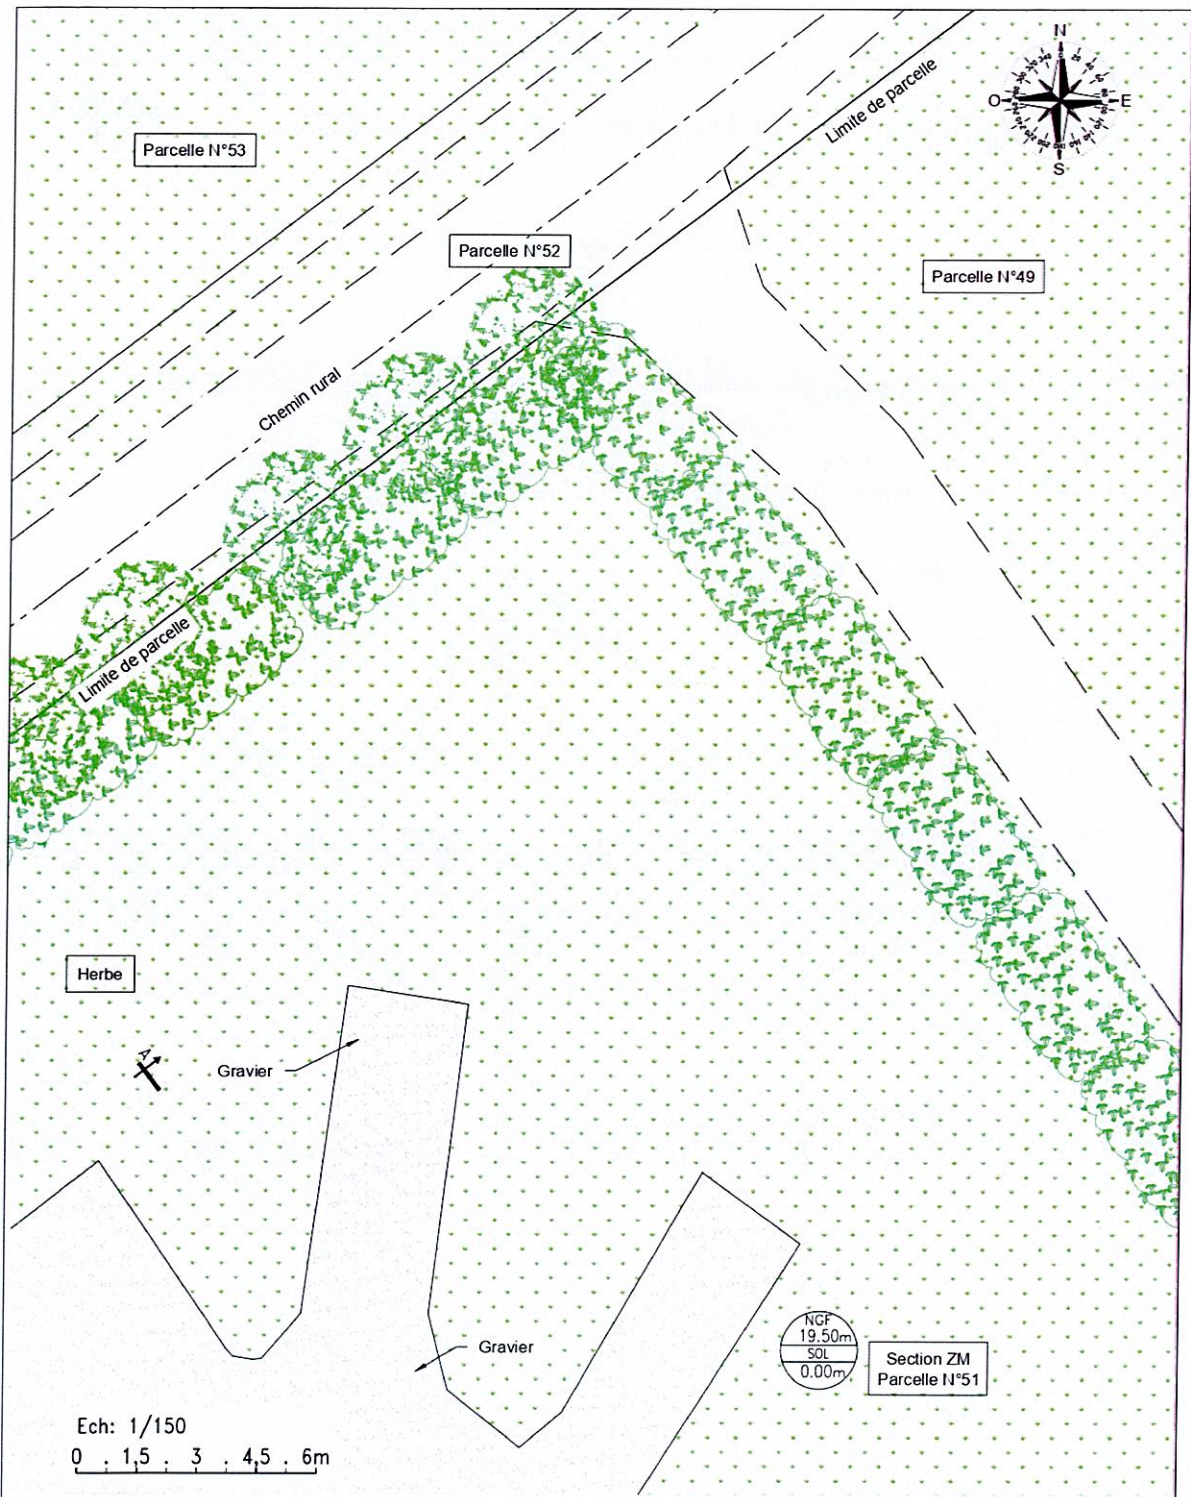 N
O
E
S
Limite de parcelle
Parcelle N°53
Parcelle N°52
Parcelle N°49
Chemin rural
Limite de parcelle
Herbe
A
Gravier
Gravier
NGF
19.50m
SOL
0.00m
Section ZM
Parcelle N°51
Ech: 1/150
0 . 1,5 . 3 . 4,5 . 6m